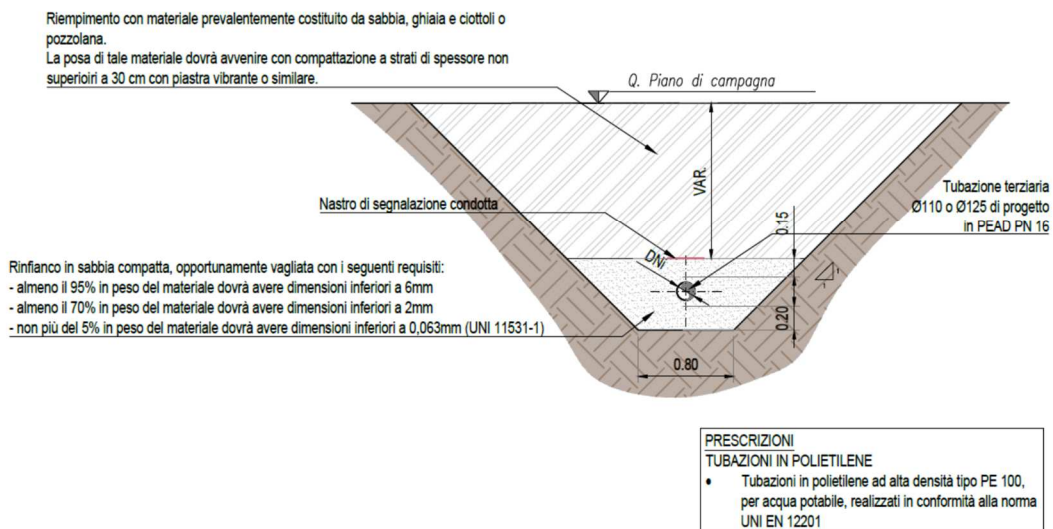 Riempimento con materiale prevalentemente costituito da sabbia, ghiaia e ciottoli o
pozzolana.
La posa di tale materiale dovrà avvenire con compattazione a strati di spessore non
superioiri a 30 cm con piastra vibrante o similare.
Q. Piano di campagna
VAR.
Nastro di segnalazione condotta
Tubazione terziaria
Ø110 o Ø125 di progetto
in PEAD PN 16
0.15
DNi
Rinfianco in sabbia compatta, opportunamente vagliata con i seguenti requisiti:
- almeno il 95% in peso del materiale dovrà avere dimensioni inferiori a 6mm
- almeno il 70% in peso del materiale dovrà avere dimensioni inferiori a 2mm
- non più del 5% in peso del materiale dovrà avere dimensioni inferiori a 0,063mm (UNI 11531-1)
1
1
0.20
0.80
PRESCRIZIONI
TUBAZIONI IN POLIETILENE
• Tubazioni in polietilene ad alta densità tipo PE 100,
per acqua potabile, realizzati in conformità alla norma
UNI EN 12201